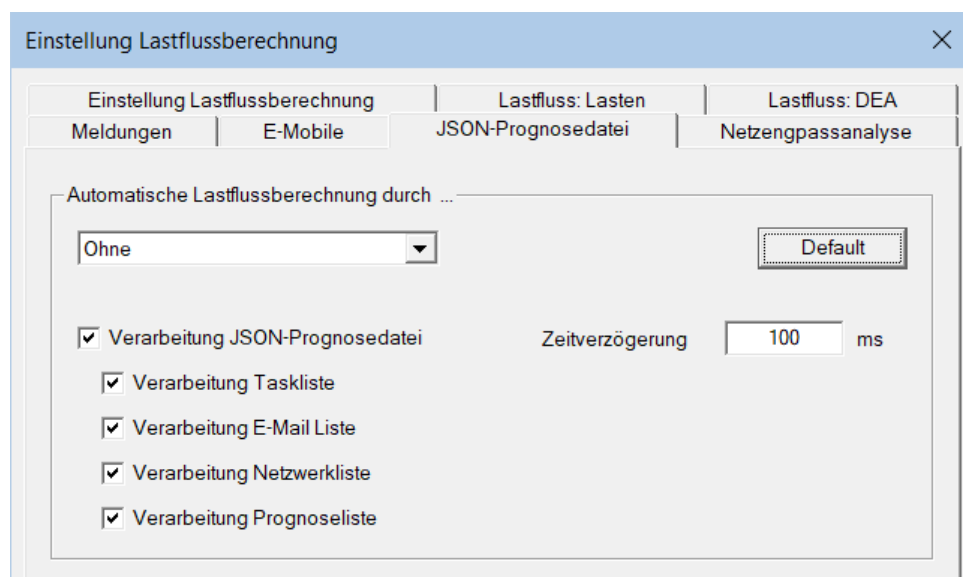 Einstellung Lastflussberechnung
Einstellung Lastflussberechnung Lastfluss: Lasten Lastfluss: DEA
Meldungen E-Mobile JSON-Prognosedatei Netzengpassanalyse
Automatische Lastflussberechnung durch ...
Ohne Default
Verarbeitung JSON-Prognosedatei Zeitverzögerung 100 ms
Verarbeitung Taskliste
Verarbeitung E-Mail Liste
Verarbeitung Netzwerkliste
Verarbeitung Prognoseliste